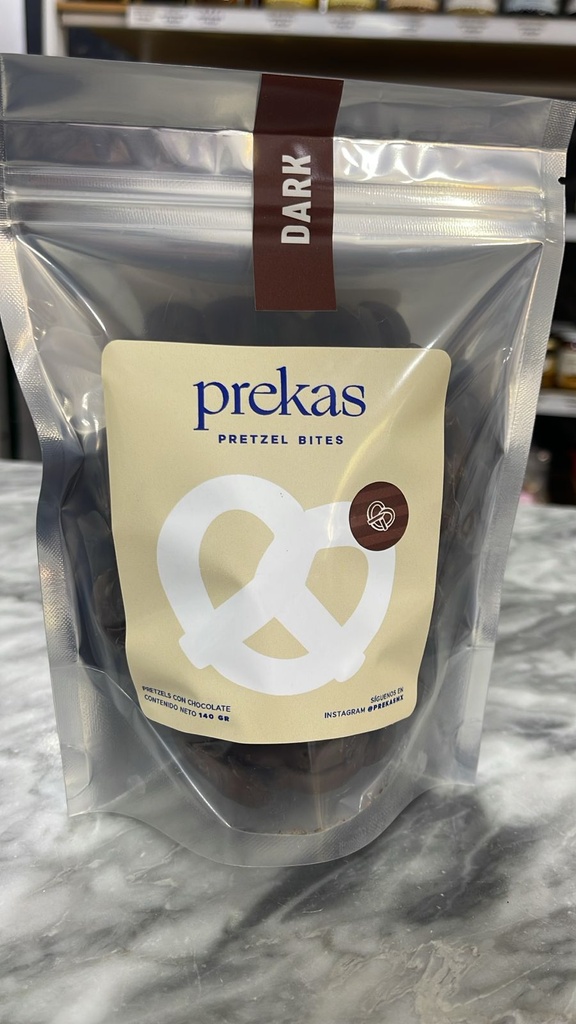 DARK
prekas
PRETZEL BITES
PRETZELS CON CHOCOLATE
CONTENIDO NETO 140 GR
SÍGUENOS EN
INSTAGRAM @PREKASMX